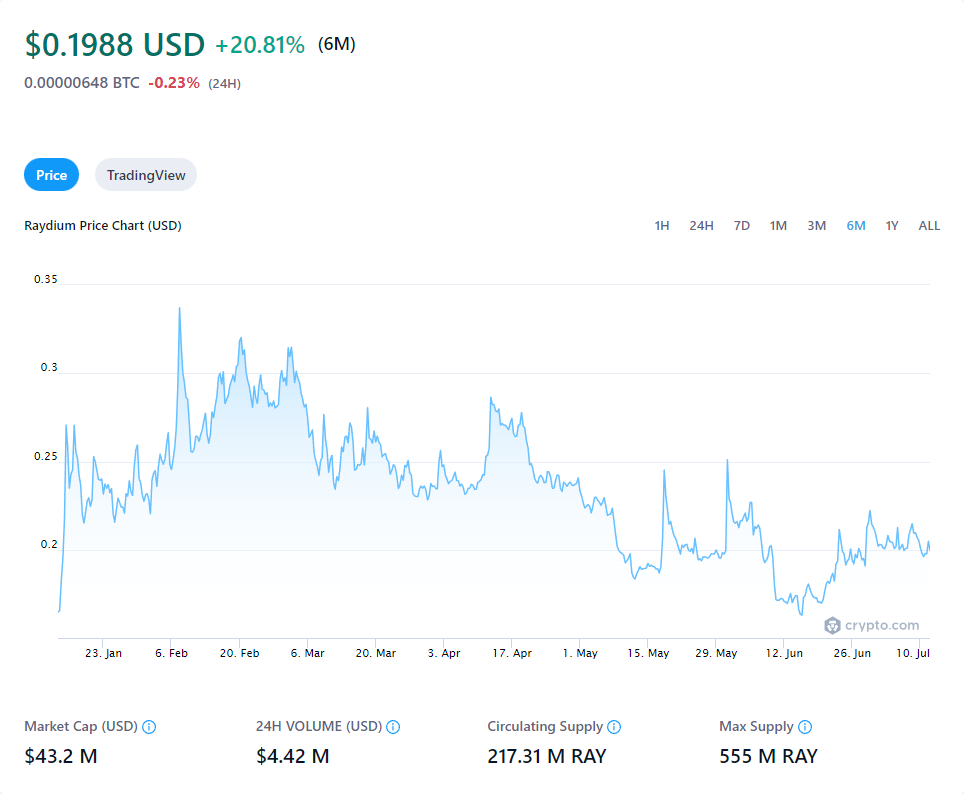 $0.1988 USD +20.81% (6M)
0.00000648 BTC -0.23% (24H)
Price TradingView
Raydium Price Chart (USD) 1H 24H 7D 1M 3M 6M 1Y ALL
0.35
0.3
0.25
0.2
crypto.com
23. Jan 6. Feb 20. Feb 6. Mar 20. Mar 3. Apr 17. Apr 1. May 15. May 29. May 12. Jun 26. Jun 10. Jul
Market Cap (USD) 24H VOLUME (USD) Circulating Supply Max Supply
$43.2 M $4.42 M 217.31 M RAY 555 M RAY